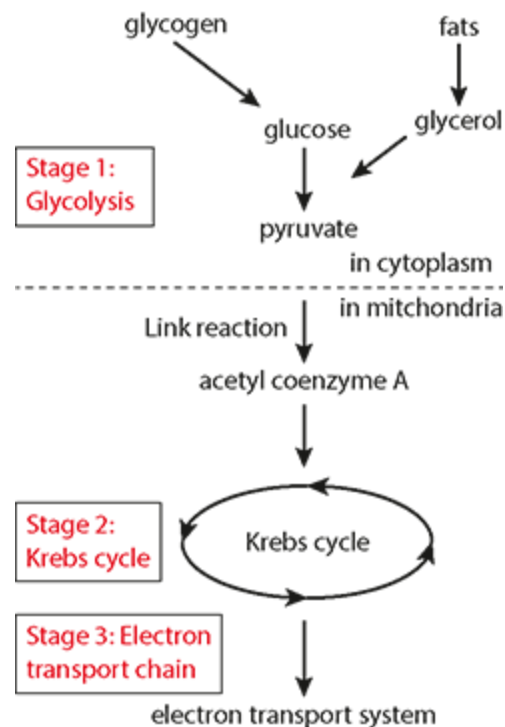 glycogen
fats
glucose
glycerol
Stage 1:
Glycolysis
pyruvate
in cytoplasm
in mitchondria
Link reaction
acetyl coenzyme A
Stage 2:
Krebs cycle
Krebs cycle
Stage 3: Electron
transport chain
electron transport system